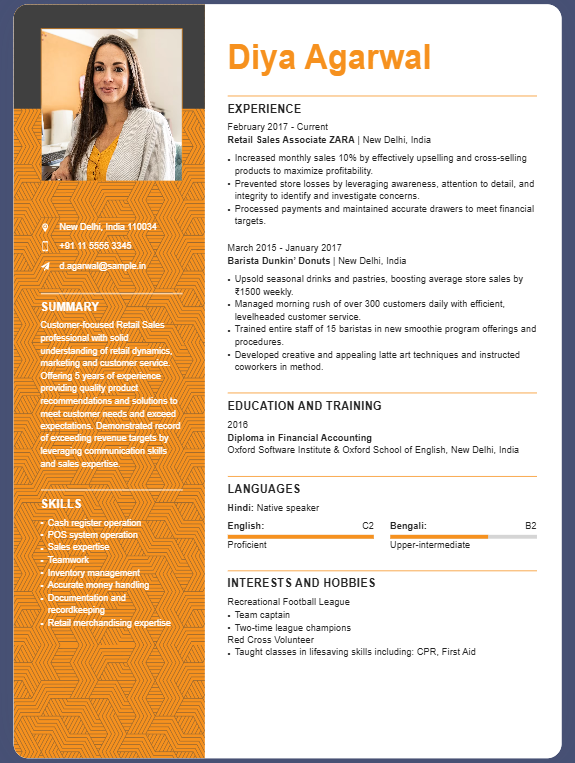 Diya Agarwal
New Delhi, India 110034
+91 11 5555 3345
d.agarwal@sample.in
SUMMARY
Customer-focused Retail Sales
professional with solid
understanding of retail dynamics,
marketing and customer service.
Offering 5 years of experience
providing quality product
recommendations and solutions to
meet customer needs and exceed
expectations. Demonstrated record
of exceeding revenue targets by
leveraging communication skills
and sales expertise.
SKILLS
• Cash register operation
• POS system operation
• Sales expertise
• Teamwork
• Inventory management
• Accurate money handling
• Documentation and
recordkeeping
• Retail merchandising expertise
EXPERIENCE
February 2017 - Current
Retail Sales Associate ZARA | New Delhi, India
• Increased monthly sales 10% by effectively upselling and cross-selling
products to maximize profitability.
• Prevented store losses by leveraging awareness, attention to detail, and
integrity to identify and investigate concerns.
• Processed payments and maintained accurate drawers to meet financial
targets.
March 2015 - January 2017
Barista Dunkin’ Donuts | New Delhi, India
• Upsold seasonal drinks and pastries, boosting average store sales by
₹1500 weekly.
• Managed morning rush of over 300 customers daily with efficient,
levelheaded customer service.
• Trained entire staff of 15 baristas in new smoothie program offerings and
procedures.
• Developed creative and appealing latte art techniques and instructed
coworkers in method.
EDUCATION AND TRAINING
2016
Diploma in Financial Accounting
Oxford Software Institute & Oxford School of English, New Delhi, India
LANGUAGES
Hindi: Native speaker
English: C2
Proficient
Bengali: B2
Upper-intermediate
INTERESTS AND HOBBIES
Recreational Football League
• Team captain
• Two-time league champions
Red Cross Volunteer
• Taught classes in lifesaving skills including: CPR, First Aid